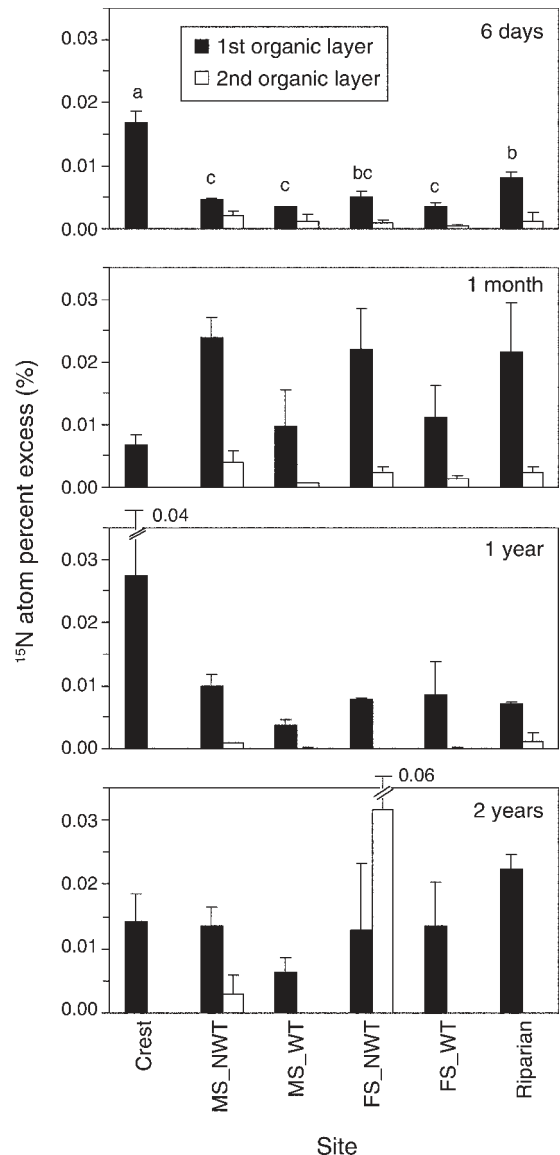 0.03
6 days
1st organic layer
2nd organic layer
0.02
a
0.01
c
c
bc
c
b
0.00
0.03
1 month
0.02
0.01
0.00
0.04
0.03
1 year
0.02
0.01
0.00
0.06
0.03
2 years
0.02
0.01
0.00
¹⁵N atom percent excess (%)
Crest
MS_NWT
MS_WT
FS_NWT
FS_WT
Riparian
Site